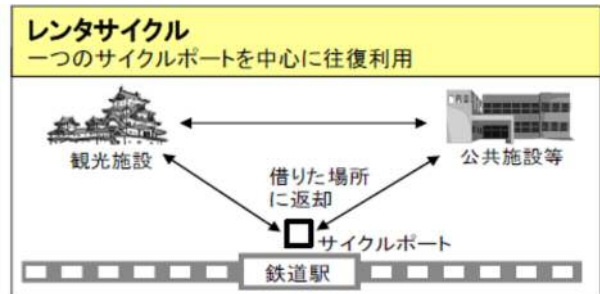 レンタサイクル
一つのサイクルポートを中心に往復利用
観光施設
公共施設等
借りた場所
に返却
サイクルポート
鉄道駅